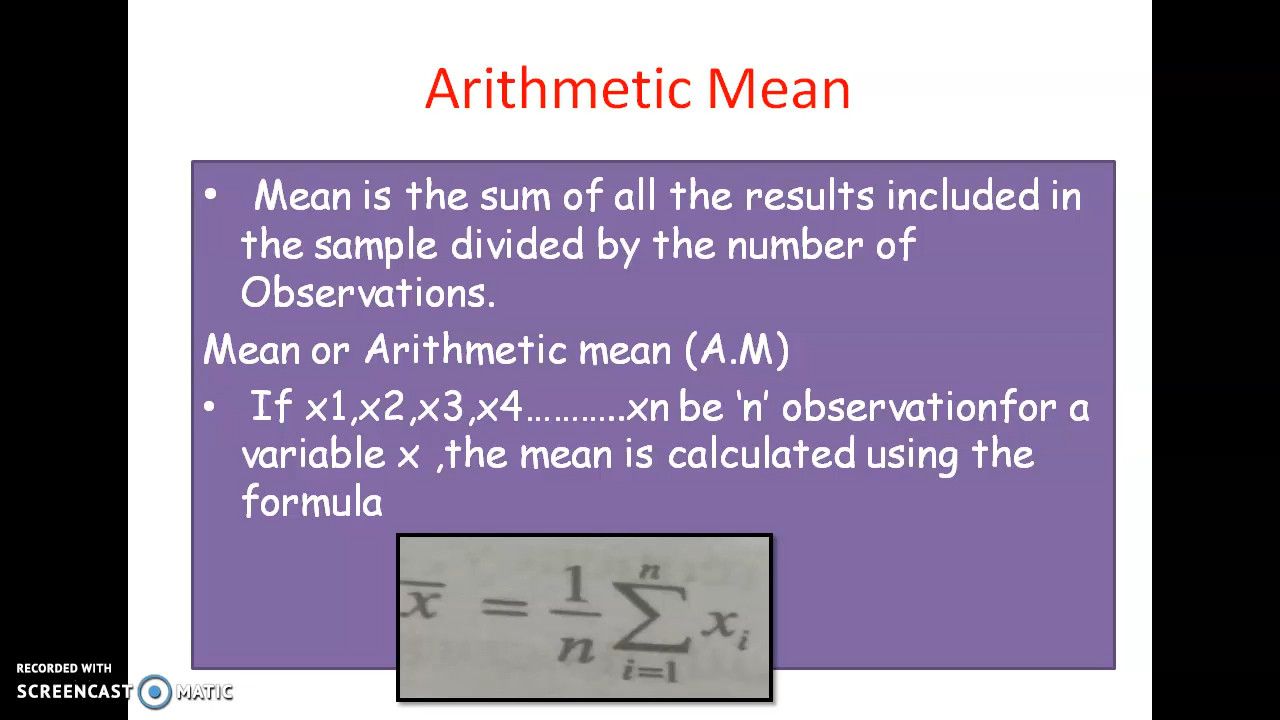 Arithmetic Mean
• Mean is the sum of all the results included in
the sample divided by the number of
Observations.
Mean or Arithmetic mean (A.M)
• If x1,x2,x3,x4………..xn be ‘n’ observationfor a
variable x ,the mean is calculated using the
formula
x̅ = 1/n ∑ᵢ₌₁ⁿ xᵢ
RECORDED WITH
SCREENCAST MATIC